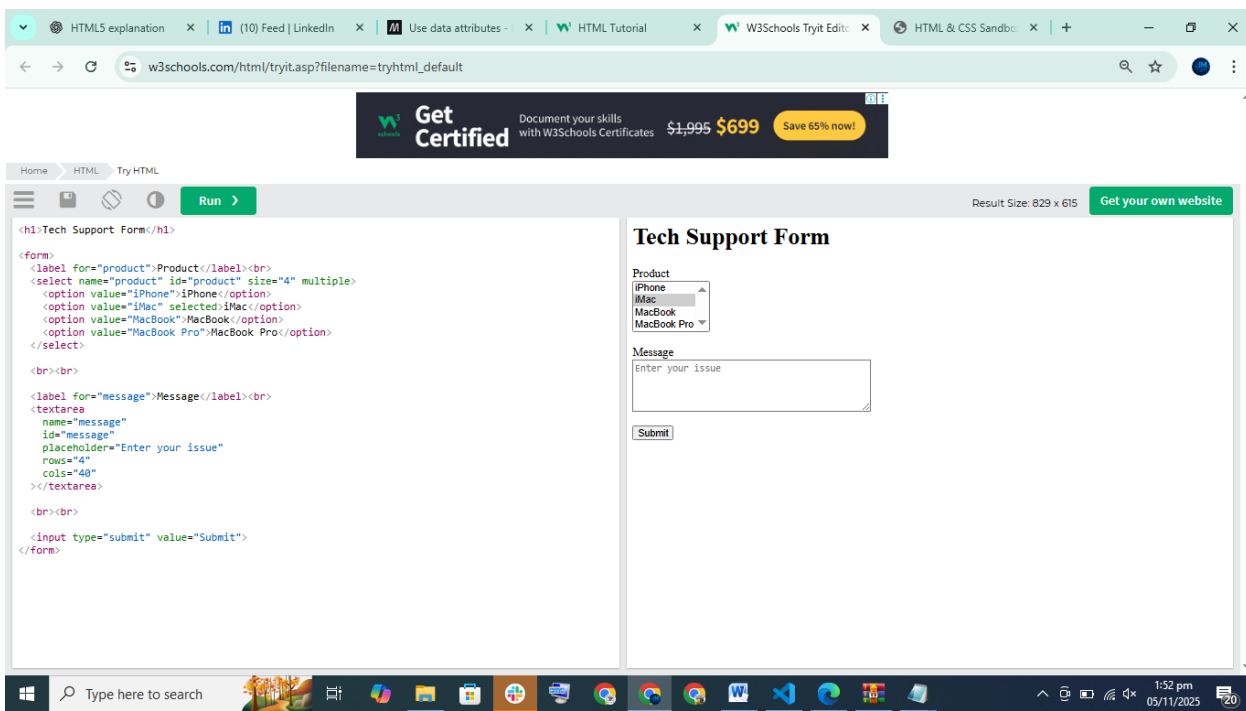 HTML5 explanation
(10) Feed | LinkedIn
Use data attributes -
HTML Tutorial
W3Schools Tryit Edito
HTML & CSS Sandbo
w3schools.com/html/tryit.asp?filename=tryhtml_default
JM
W3
schools
Get
Certified
Document your skills
with W3Schools Certificates
$1,995 $699
Save 65% now!
Home
HTML
Try HTML
Run ❯
Result Size: 829 x 615
Get your own website
<h1>Tech Support Form</h1>
<form>
<label for="product">Product</label><br>
<select name="product" id="product" size="4" multiple>
<option value="iPhone">iPhone</option>
<option value="iMac" selected>iMac</option>
<option value="MacBook">MacBook</option>
<option value="MacBook Pro">MacBook Pro</option>
</select>
<br><br>
<label for="message">Message</label><br>
<textarea
name="message"
id="message"
placeholder="Enter your issue"
rows="4"
cols="40"
></textarea>
<br><br>
<input type="submit" value="Submit">
</form>
Tech Support Form
Product
iPhone
iMac
MacBook
MacBook Pro
Message
Enter your issue
Submit
Type here to search
1:52 pm
05/11/2025
20